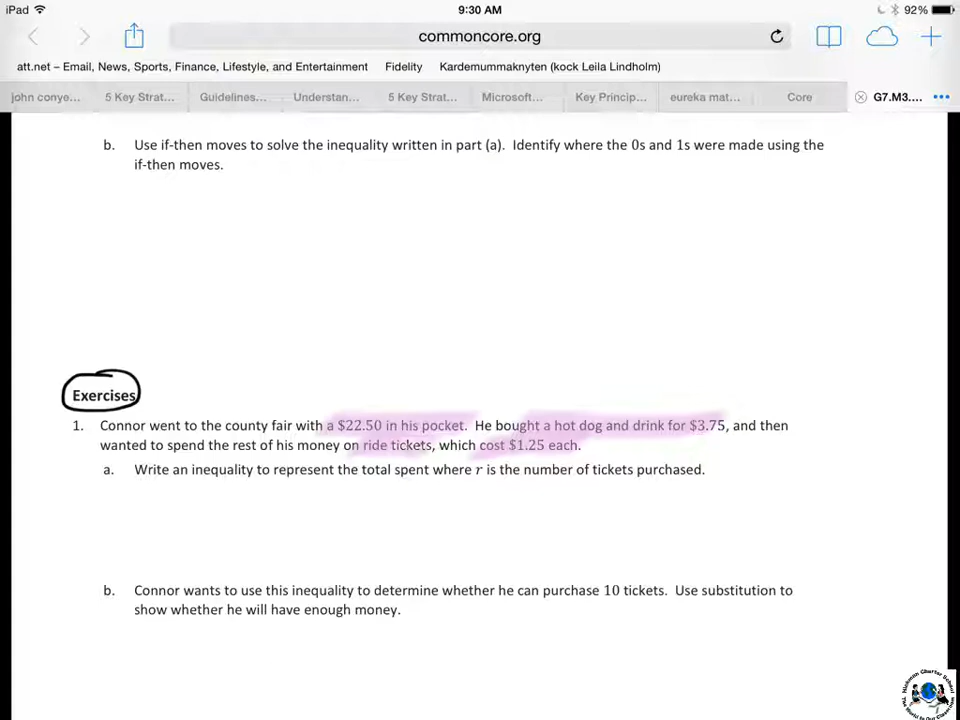 iPad 9:30 AM 92%
commoncore.org
att.net – Email, News, Sports, Finance, Lifestyle, and Entertainment Fidelity Kardemummaknyten (kock Leila Lindholm)
john conye... 5 Key Strat... Guidelines... Understan... 5 Key Strat... Microsoft... Key Princip... eureka mat... Core G7.M3....
b. Use if-then moves to solve the inequality written in part (a). Identify where the 0s and 1s were made using the
if-then moves.
Exercises
1. Connor went to the county fair with a $22.50 in his pocket. He bought a hot dog and drink for $3.75, and then
wanted to spend the rest of his money on ride tickets, which cost $1.25 each.
a. Write an inequality to represent the total spent where r is the number of tickets purchased.
b. Connor wants to use this inequality to determine whether he can purchase 10 tickets. Use substitution to
show whether he will have enough money.